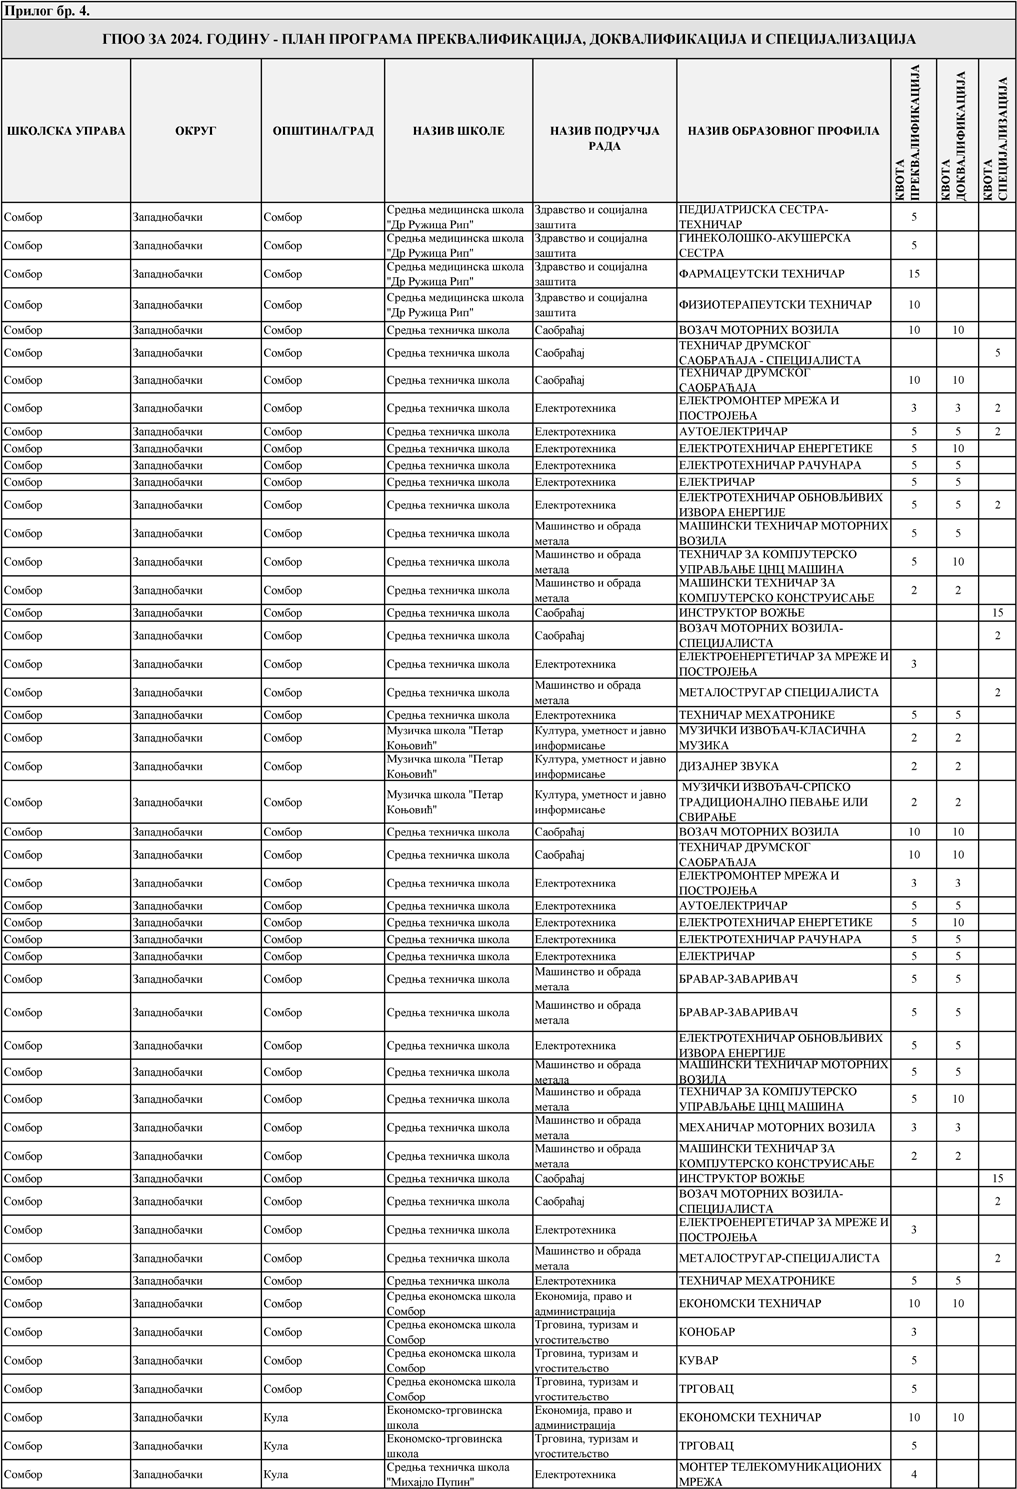 Прилог бр. 4.
ГПОО ЗА 2024. ГОДИНУ - ПЛАН ПРОГРАМА ПРЕКВАЛИФИКАЦИЈА, ДОКВАЛИФИКАЦИЈА И СПЕЦИЈАЛИЗАЦИЈА
ШКОЛСКА УПРАВА ОКРУГ ОПШТИНА/ГРАД НАЗИВ ШКОЛЕ НАЗИВ ПОДРУЧЈА РАДА НАЗИВ ОБРАЗОВНОГ ПРОФИЛА КВОТА ПРЕКВАЛИФИКАЦИЈА КВОТА ДОКВАЛИФИКАЦИЈА КВОТА СПЕЦИЈАЛИЗАЦИЈА
Сомбор Западнобачки Сомбор Средња медицинска школа "Др Ружица Рип" Здравство и социјална заштита ПЕДИЈАТРИЈСКА СЕСТРА-ТЕХНИЧАР 5
Сомбор Западнобачки Сомбор Средња медицинска школа "Др Ружица Рип" Здравство и социјална заштита ГИНЕКОЛОШКО-АКУШЕРСКА СЕСТРА 5
Сомбор Западнобачки Сомбор Средња медицинска школа "Др Ружица Рип" Здравство и социјална заштита ФАРМАЦЕУТСКИ ТЕХНИЧАР 15
Сомбор Западнобачки Сомбор Средња медицинска школа "Др Ружица Рип" Здравство и социјална заштита ФИЗИОТЕРАПЕУТСКИ ТЕХНИЧАР 10
Сомбор Западнобачки Сомбор Средња техничка школа Саобраћај ВОЗАЧ МОТОРНИХ ВОЗИЛА 10 10
Сомбор Западнобачки Сомбор Средња техничка школа Саобраћај ТЕХНИЧАР ДРУМСКОГ САОБРАЋАЈА - СПЕЦИЈАЛИСТА 5
Сомбор Западнобачки Сомбор Средња техничка школа Саобраћај ТЕХНИЧАР ДРУМСКОГ САОБРАЋАЈА 10 10
Сомбор Западнобачки Сомбор Средња техничка школа Електротехника ЕЛЕКТРОМОНТЕР МРЕЖА И ПОСТРОЈЕЊА 3 3 2
Сомбор Западнобачки Сомбор Средња техничка школа Електротехника АУТОЕЛЕКТРИЧАР 5 5 2
Сомбор Западнобачки Сомбор Средња техничка школа Електротехника ЕЛЕКТРОТЕХНИЧАР ЕНЕРГЕТИКЕ 5 10
Сомбор Западнобачки Сомбор Средња техничка школа Електротехника ЕЛЕКТРОТЕХНИЧАР РАЧУНАРА 5 5
Сомбор Западнобачки Сомбор Средња техничка школа Електротехника ЕЛЕКТРИЧАР 5 5
Сомбор Западнобачки Сомбор Средња техничка школа Електротехника ЕЛЕКТРОТЕХНИЧАР ОБНОВЉИВИХ ИЗВОРА ЕНЕРГИЈЕ 5 5 2
Сомбор Западнобачки Сомбор Средња техничка школа Машинство и обрада метала МАШИНСКИ ТЕХНИЧАР МОТОРНИХ ВОЗИЛА 5 5
Сомбор Западнобачки Сомбор Средња техничка школа Машинство и обрада метала ТЕХНИЧАР ЗА КОМПЈУТЕРСКО УПРАВЉАЊЕ ЦНЦ МАШИНА 5 10
Сомбор Западнобачки Сомбор Средња техничка школа Машинство и обрада метала МАШИНСКИ ТЕХНИЧАР ЗА КОМПЈУТЕРСКО КОНСТРУИСАЊЕ 2 2
Сомбор Западнобачки Сомбор Средња техничка школа Саобраћај ИНСТРУКТОР ВОЖЊЕ 15
Сомбор Западнобачки Сомбор Средња техничка школа Саобраћај ВОЗАЧ МОТОРНИХ ВОЗИЛА-СПЕЦИЈАЛИСТА 2
Сомбор Западнобачки Сомбор Средња техничка школа Електротехника ЕЛЕКТРОЕНЕРГЕТИЧАР ЗА МРЕЖЕ И ПОСТРОЈЕЊА 3
Сомбор Западнобачки Сомбор Средња техничка школа Машинство и обрада метала МЕТАЛОСТРУГАР СПЕЦИЈАЛИСТА 2
Сомбор Западнобачки Сомбор Средња техничка школа Електротехника ТЕХНИЧАР МЕХАТРОНИКЕ 5 5
Сомбор Западнобачки Сомбор Музичка школа "Петар Коњовић" Култура, уметност и јавно информисање МУЗИЧКИ ИЗВОЂАЧ-КЛАСИЧНА МУЗИКА 2 2
Сомбор Западнобачки Сомбор Музичка школа "Петар Коњовић" Култура, уметност и јавно информисање ДИЗАЈНЕР ЗВУКА 2 2
Сомбор Западнобачки Сомбор Музичка школа "Петар Коњовић" Култура, уметност и јавно информисање МУЗИЧКИ ИЗВОЂАЧ-СРПСКО ТРАДИЦИОНАЛНО ПЕВАЊЕ ИЛИ СВИРАЊЕ 2 2
Сомбор Западнобачки Сомбор Средња техничка школа Саобраћај ВОЗАЧ МОТОРНИХ ВОЗИЛА 10 10
Сомбор Западнобачки Сомбор Средња техничка школа Саобраћај ТЕХНИЧАР ДРУМСКОГ САОБРАЋАЈА 10 10
Сомбор Западнобачки Сомбор Средња техничка школа Електротехника ЕЛЕКТРОМОНТЕР МРЕЖА И ПОСТРОЈЕЊА 3 3
Сомбор Западнобачки Сомбор Средња техничка школа Електротехника АУТОЕЛЕКТРИЧАР 5 5
Сомбор Западнобачки Сомбор Средња техничка школа Електротехника ЕЛЕКТРОТЕХНИЧАР ЕНЕРГЕТИКЕ 5 10
Сомбор Западнобачки Сомбор Средња техничка школа Електротехника ЕЛЕКТРОТЕХНИЧАР РАЧУНАРА 5 5
Сомбор Западнобачки Сомбор Средња техничка школа Електротехника ЕЛЕКТРИЧАР 5 5
Сомбор Западнобачки Сомбор Средња техничка школа Машинство и обрада метала БРАВАР-ЗАВАРИВАЧ 5 5
Сомбор Западнобачки Сомбор Средња техничка школа Машинство и обрада метала БРАВАР-ЗАВАРИВАЧ 5 5
Сомбор Западнобачки Сомбор Средња техничка школа Електротехника ЕЛЕКТРОТЕХНИЧАР ОБНОВЉИВИХ ИЗВОРА ЕНЕРГИЈЕ 5 5
Сомбор Западнобачки Сомбор Средња техничка школа Машинство и обрада метала МАШИНСКИ ТЕХНИЧАР МОТОРНИХ ВОЗИЛА 5 5
Сомбор Западнобачки Сомбор Средња техничка школа Машинство и обрада метала ТЕХНИЧАР ЗА КОМПЈУТЕРСКО УПРАВЉАЊЕ ЦНЦ МАШИНА 5 10
Сомбор Западнобачки Сомбор Средња техничка школа Машинство и обрада метала МЕХАНИЧАР МОТОРНИХ ВОЗИЛА 3 3
Сомбор Западнобачки Сомбор Средња техничка школа Машинство и обрада метала МАШИНСКИ ТЕХНИЧАР ЗА КОМПЈУТЕРСКО КОНСТРУИСАЊЕ 2 2
Сомбор Западнобачки Сомбор Средња техничка школа Саобраћај ИНСТРУКТОР ВОЖЊЕ 15
Сомбор Западнобачки Сомбор Средња техничка школа Саобраћај ВОЗАЧ МОТОРНИХ ВОЗИЛА-СПЕЦИЈАЛИСТА 2
Сомбор Западнобачки Сомбор Средња техничка школа Електротехника ЕЛЕКТРОЕНЕРГЕТИЧАР ЗА МРЕЖЕ И ПОСТРОЈЕЊА 3
Сомбор Западнобачки Сомбор Средња техничка школа Машинство и обрада метала МЕТАЛОСТРУГАР-СПЕЦИЈАЛИСТА 2
Сомбор Западнобачки Сомбор Средња техничка школа Електротехника ТЕХНИЧАР МЕХАТРОНИКЕ 5 5
Сомбор Западнобачки Сомбор Средња економска школа Сомбор Економија, право и администрација ЕКОНОМСКИ ТЕХНИЧАР 10 10
Сомбор Западнобачки Сомбор Средња економска школа Сомбор Трговина, туризам и угоститељство КОНОБАР 3
Сомбор Западнобачки Сомбор Средња економска школа Сомбор Трговина, туризам и угоститељство КУВАР 5
Сомбор Западнобачки Сомбор Средња економска школа Сомбор Трговина, туризам и угоститељство ТРГОВАЦ 5
Сомбор Западнобачки Кула Економско-трговинска школа Економија, право и администрација ЕКОНОМСКИ ТЕХНИЧАР 10 10
Сомбор Западнобачки Кула Економско-трговинска школа Трговина, туризам и угоститељство ТРГОВАЦ 5
Сомбор Западнобачки Кула Средња техничка школа "Михајло Пупин" Електротехника МОНТЕР ТЕЛЕКОМУНИКАЦИОНИХ МРЕЖА 4